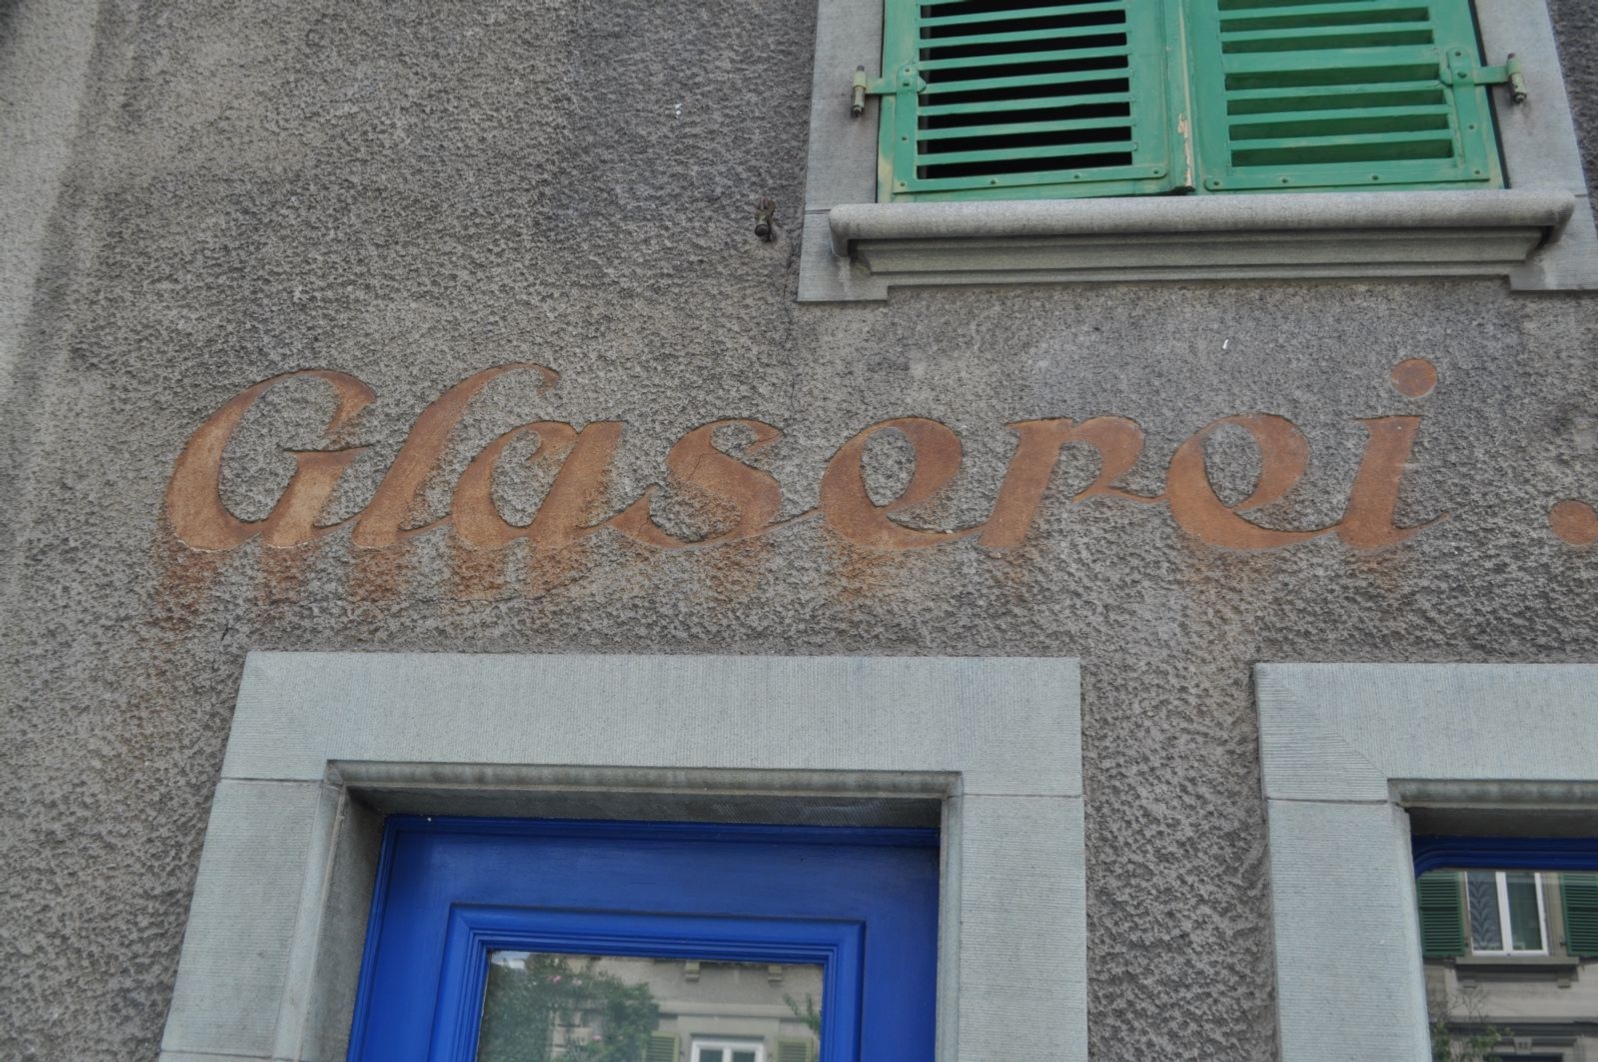 Glaserei .